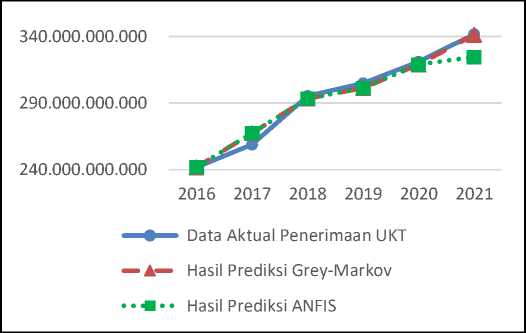 340.000.000.000
290.000.000.000
240.000.000.000
2016 2017 2018 2019 2020 2021
Data Aktual Penerimaan UKT
Hasil Prediksi Grey-Markov
Hasil Prediksi ANFIS